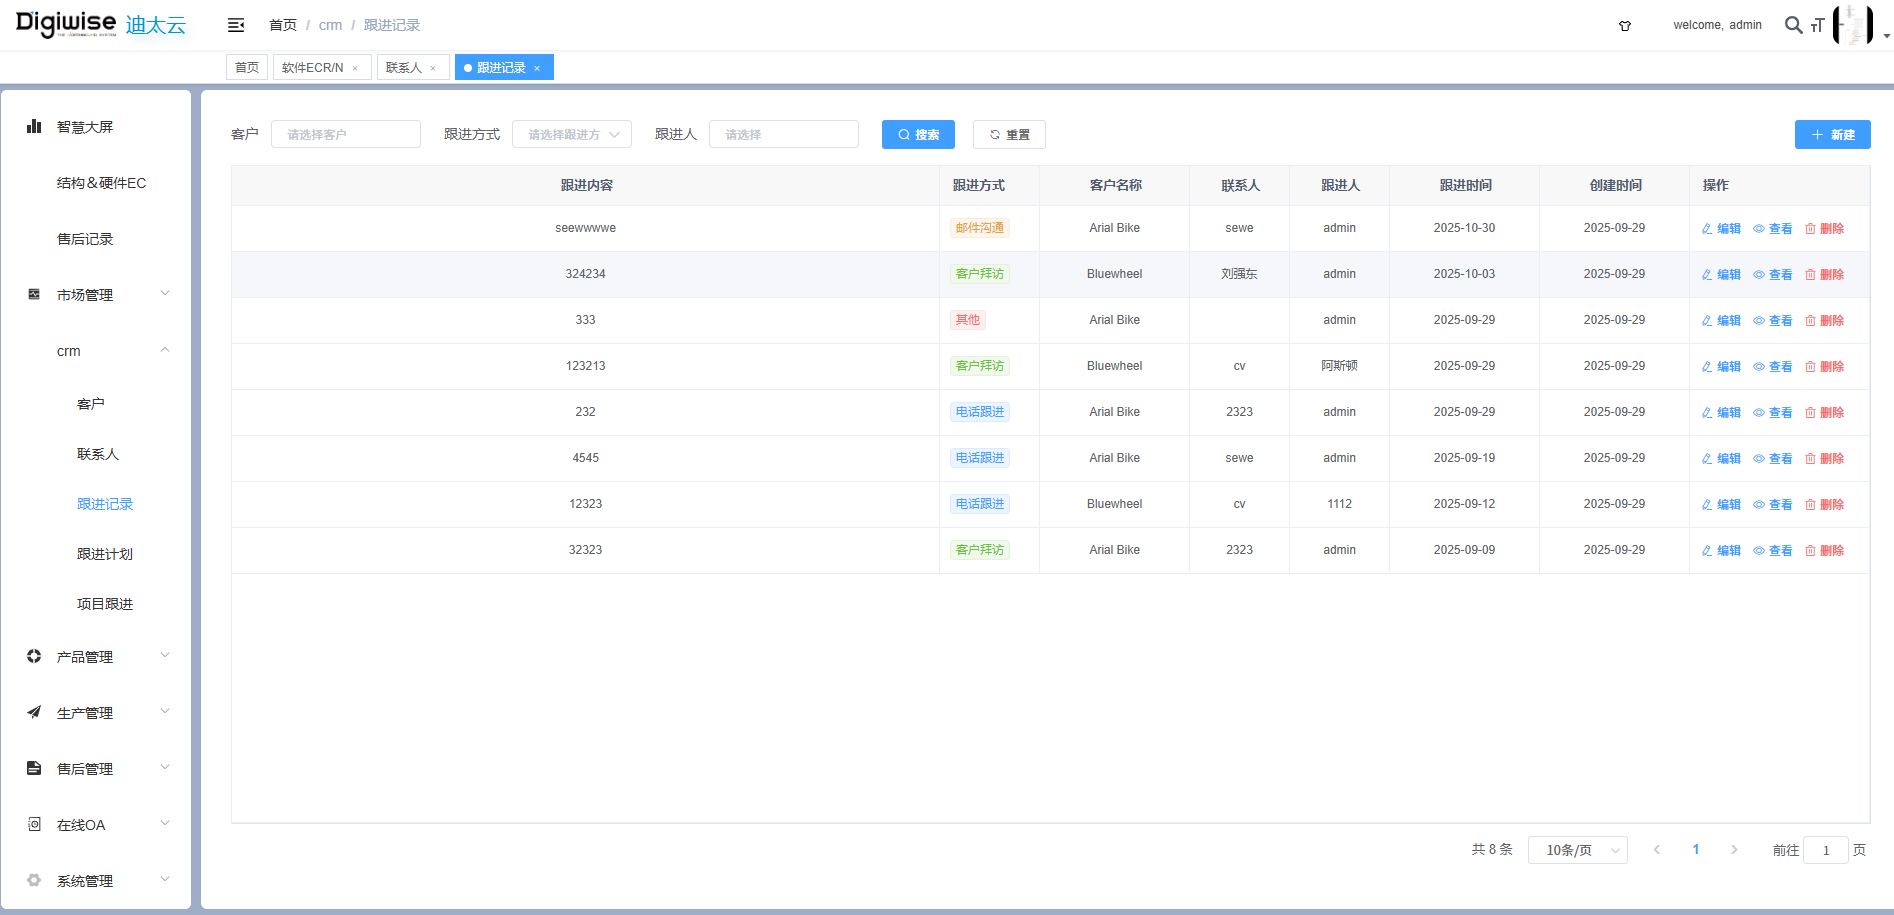 Digiwise 迪太云 首页 / crm / 跟进记录 welcome, admin
首页 软件ECR/N × 联系人 × 跟进记录 ×
智慧大屏
结构&硬件EC
售后记录
市场管理
crm
客户
联系人
跟进记录
跟进计划
项目跟进
产品管理
生产管理
售后管理
在线OA
系统管理
客户 请选择客户 跟进方式 请选择跟进方 跟进人 请选择 搜索 重置 新建
跟进内容 跟进方式 客户名称 联系人 跟进人 跟进时间 创建时间 操作
seewwwwe 邮件沟通 Arial Bike sewe admin 2025-10-30 2025-09-29 编辑 查看 删除
324234 客户拜访 Bluewheel 刘强东 admin 2025-10-03 2025-09-29 编辑 查看 删除
333 其他 Arial Bike admin 2025-09-29 2025-09-29 编辑 查看 删除
123213 客户拜访 Bluewheel cv 阿斯顿 2025-09-29 2025-09-29 编辑 查看 删除
232 电话跟进 Arial Bike 2323 admin 2025-09-29 2025-09-29 编辑 查看 删除
4545 电话跟进 Arial Bike sewe admin 2025-09-19 2025-09-29 编辑 查看 删除
12323 电话跟进 Bluewheel cv 1112 2025-09-12 2025-09-29 编辑 查看 删除
32323 客户拜访 Arial Bike 2323 admin 2025-09-09 2025-09-29 编辑 查看 删除
共 8 条 10条/页 1 前往 1 页